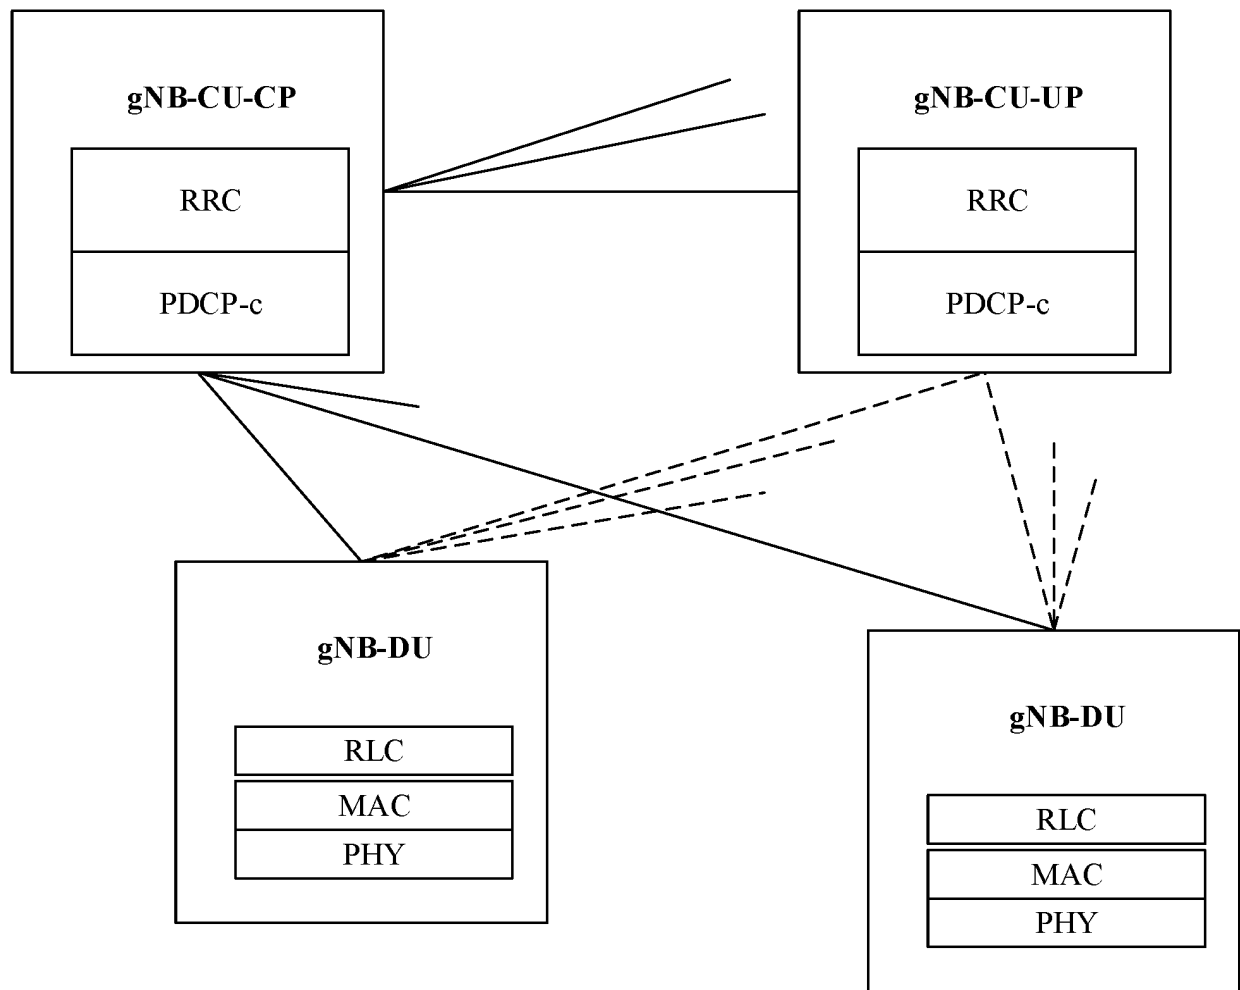 gNB-CU-CP
RRC
PDCP-c
gNB-CU-UP
RRC
PDCP-c
gNB-DU
RLC
MAC
PHY
gNB-DU
RLC
MAC
PHY